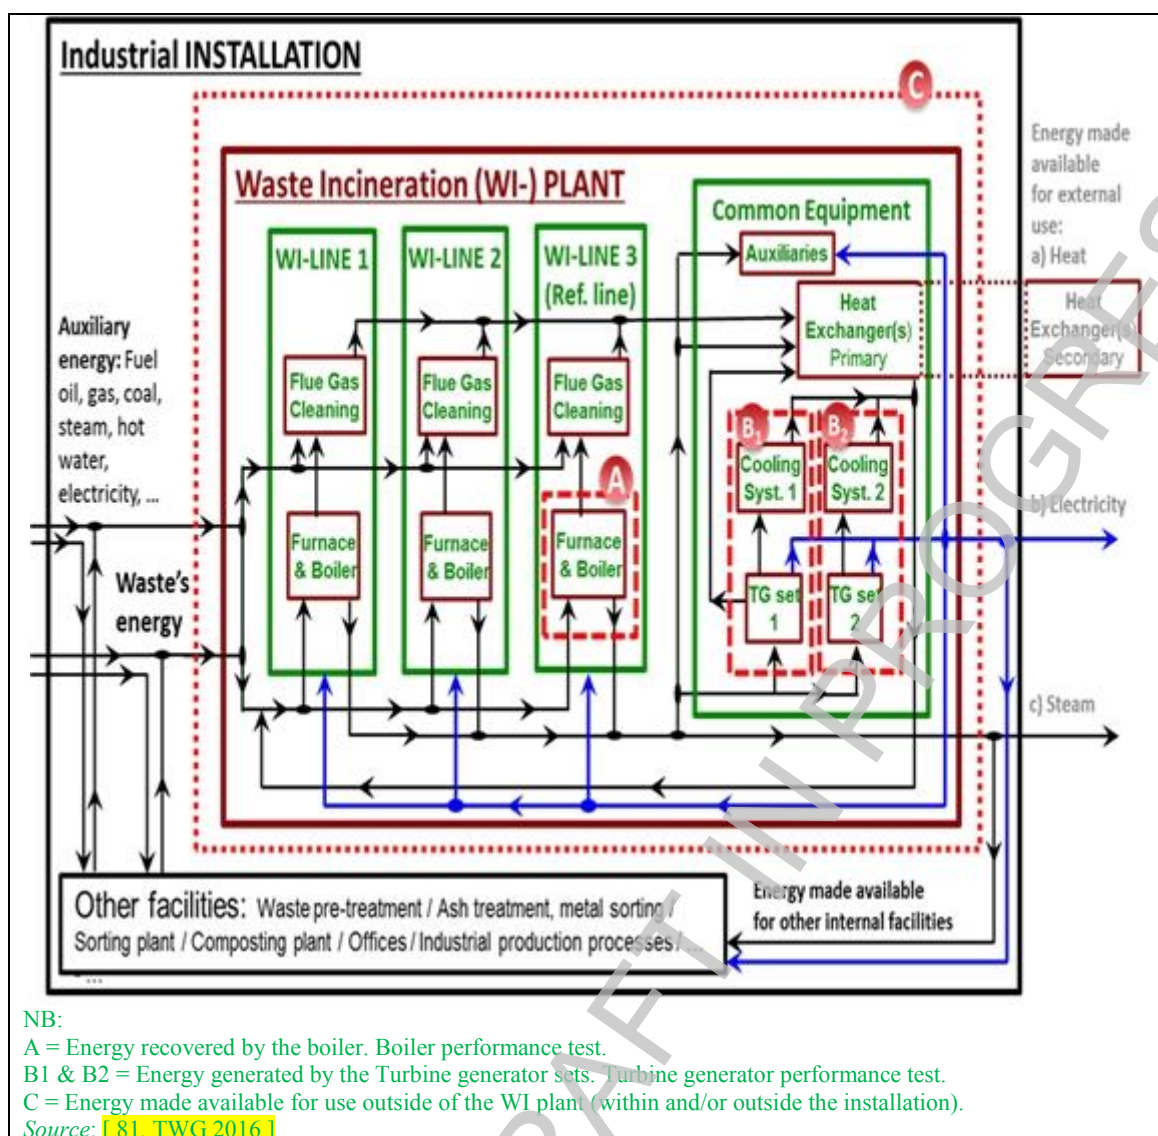 Industrial INSTALLATION
C
Energy made
available
for external
use:
a) Heat
Waste Incineration (WI-) PLANT
Common Equipment
WI-LINE 1
WI-LINE 2
WI-LINE 3
(Ref. line)
Auxiliaries
Heat
Exchanger(s)
Primary
Heat
Exchanger(s)
Secondary
Auxiliary
energy: Fuel
oil, gas, coal,
steam, hot
water,
electricity, ...
Flue Gas
Cleaning
Flue Gas
Cleaning
Flue Gas
Cleaning
B1
B2
Cooling
Syst. 1
Cooling
Syst. 2
A
b) Electricity
Furnace
& Boiler
Furnace
& Boiler
Furnace
& Boiler
TG set
1
TG set
2
Waste's
energy
c) Steam
Other facilities: Waste pre-treatment / Ash treatment, metal sorting /
Sorting plant / Composting plant / Offices / Industrial production processes / ...
...
Energy made available
for other internal facilities
NB:
A = Energy recovered by the boiler. Boiler performance test.
B1 & B2 = Energy generated by the Turbine generator sets. Turbine generator performance test.
C = Energy made available for use outside of the WI plant (within and/or outside the installation).
Source: [ 81, TWG 2016 ]
DRAFT IN PROGRES